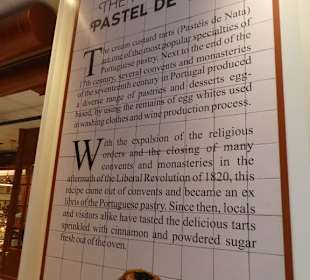 THE
PASTEL DE
The cream custard tarts (Pastéis de Nata)
are one of the most popular specialties of
Portuguese pastry. Next to the end of the
17th century, several convents and monasteries
of the seventeenth century in Portugal produced
a diverse range of pastries and desserts egg-
based, by using the remains of egg whites used
in washing clothes and wine production process.
With the expulsion of the religious
orders and the closing of many
convents and monasteries in the
aftermath of the Liberal Revolution of 1820, this
recipe came out of convents and became an ex
libris of the Portuguese pastry. Since then, locals
and visitors alike have tasted the delicious tarts
sprinkled with cinnamon and powdered sugar
fresh out of the oven.